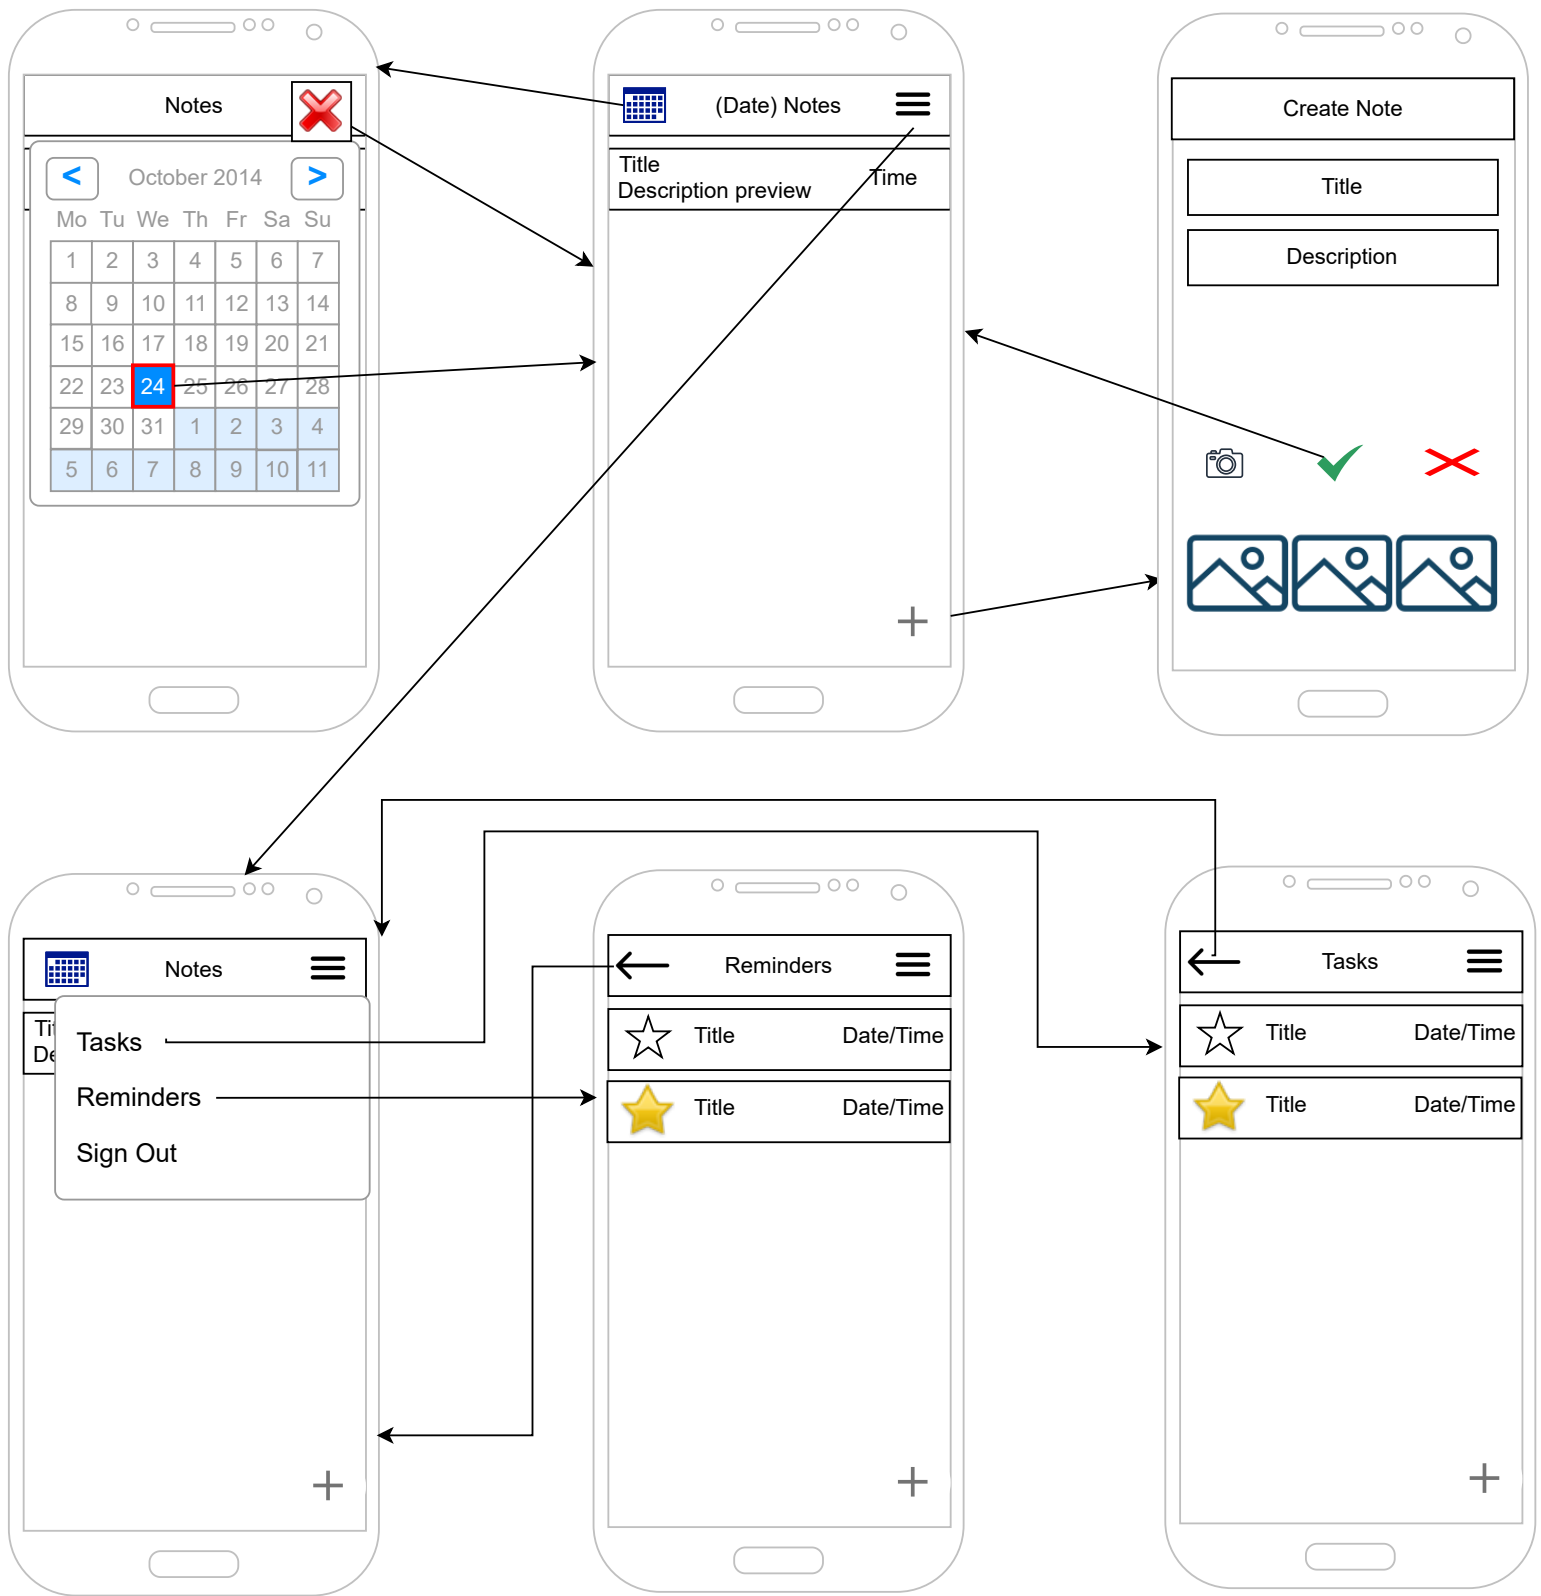 Notes
<
October 2014
>
Mo Tu We Th Fr Sa Su
1 2 3 4 5 6 7
8 9 10 11 12 13 14
15 16 17 18 19 20 21
22 23 24 25 26 27 28
29 30 31 1 2 3 4
5 6 7 8 9 10 11
(Date) Notes
Title
Description preview
Time
Create Note
Title
Description
Notes
Tit
De
Tasks
Reminders
Sign Out
Reminders
Title Date/Time
Title Date/Time
Tasks
Title Date/Time
Title Date/Time